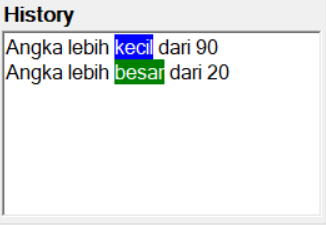 History
Angka lebih kecil dari 90
Angka lebih besar dari 20